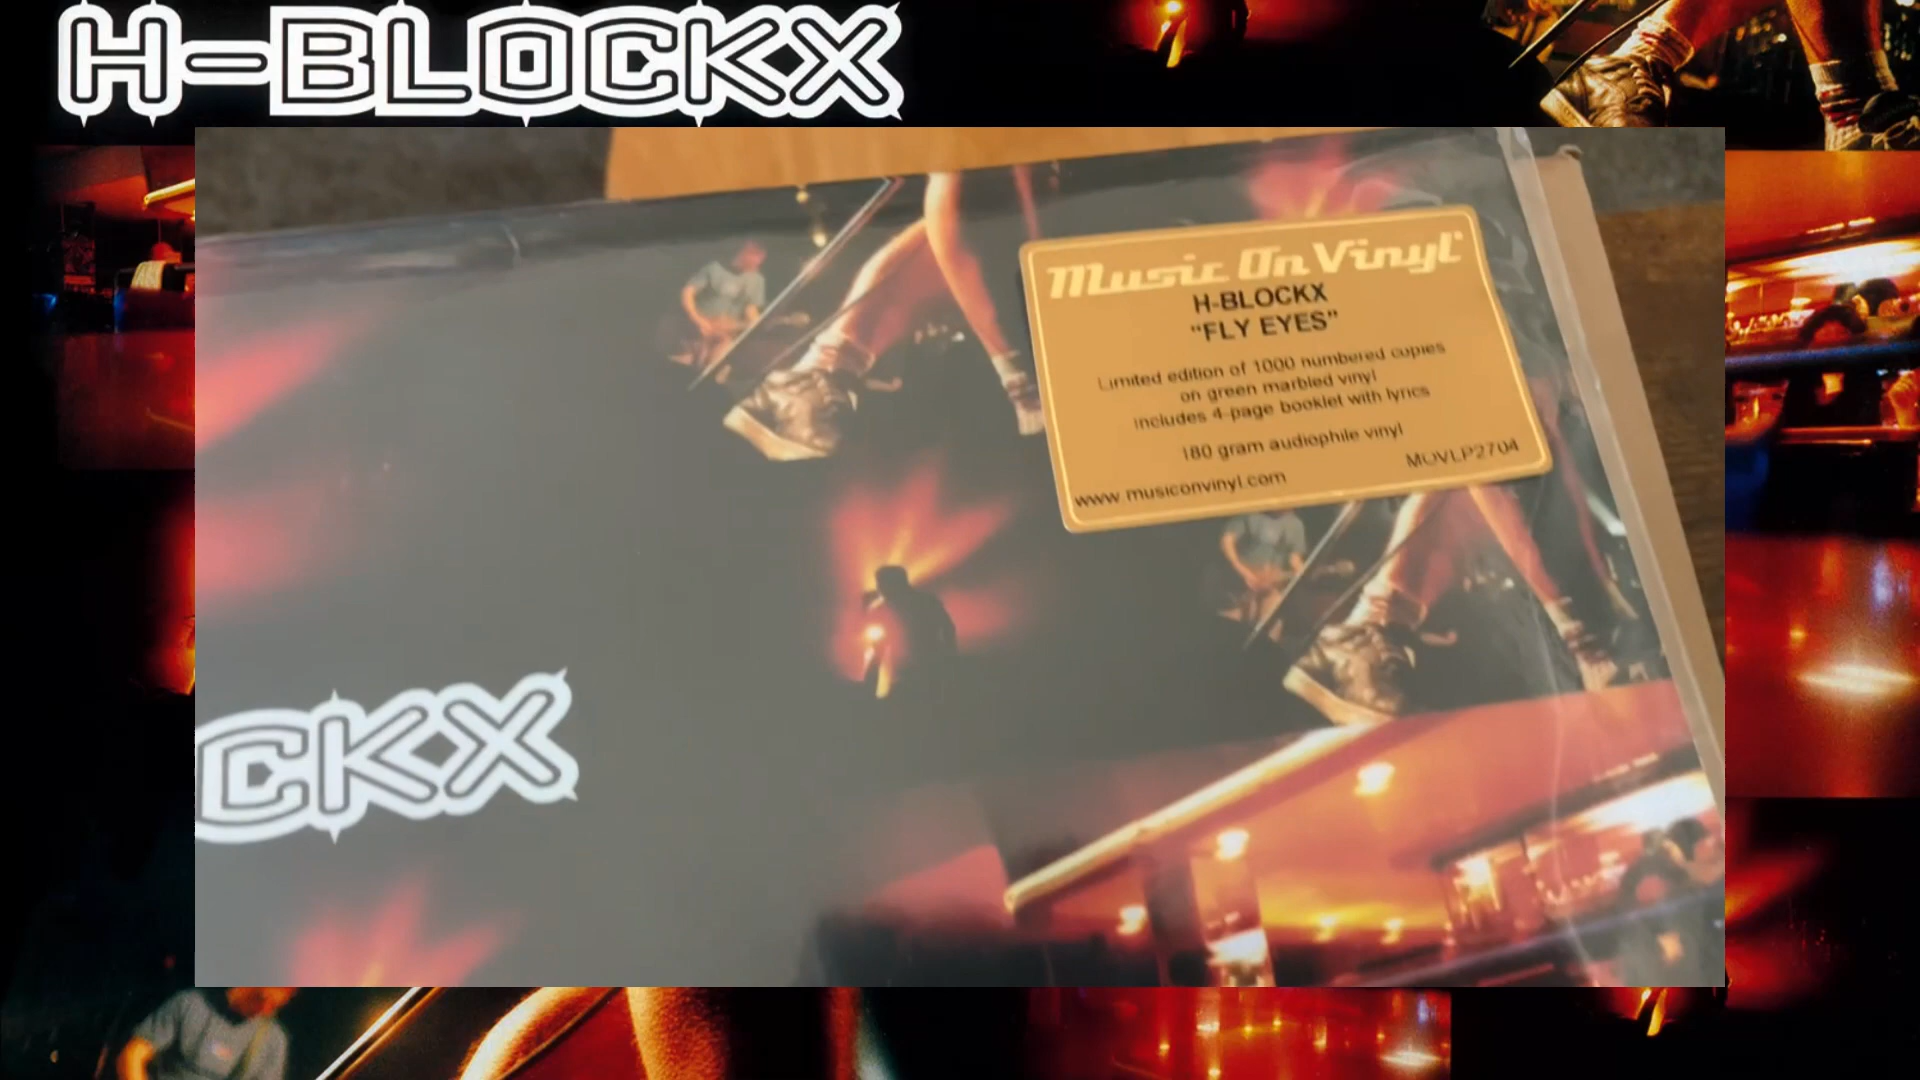 H-BLOCKX
Music On Vinyl
H-BLOCKX
"FLY EYES"
Limited edition of 1000 numbered copies
on green marbled vinyl
includes 4-page booklet with lyrics
180 gram audiophile vinyl
MOVLP2704
www.musiconvinyl.com
CKX